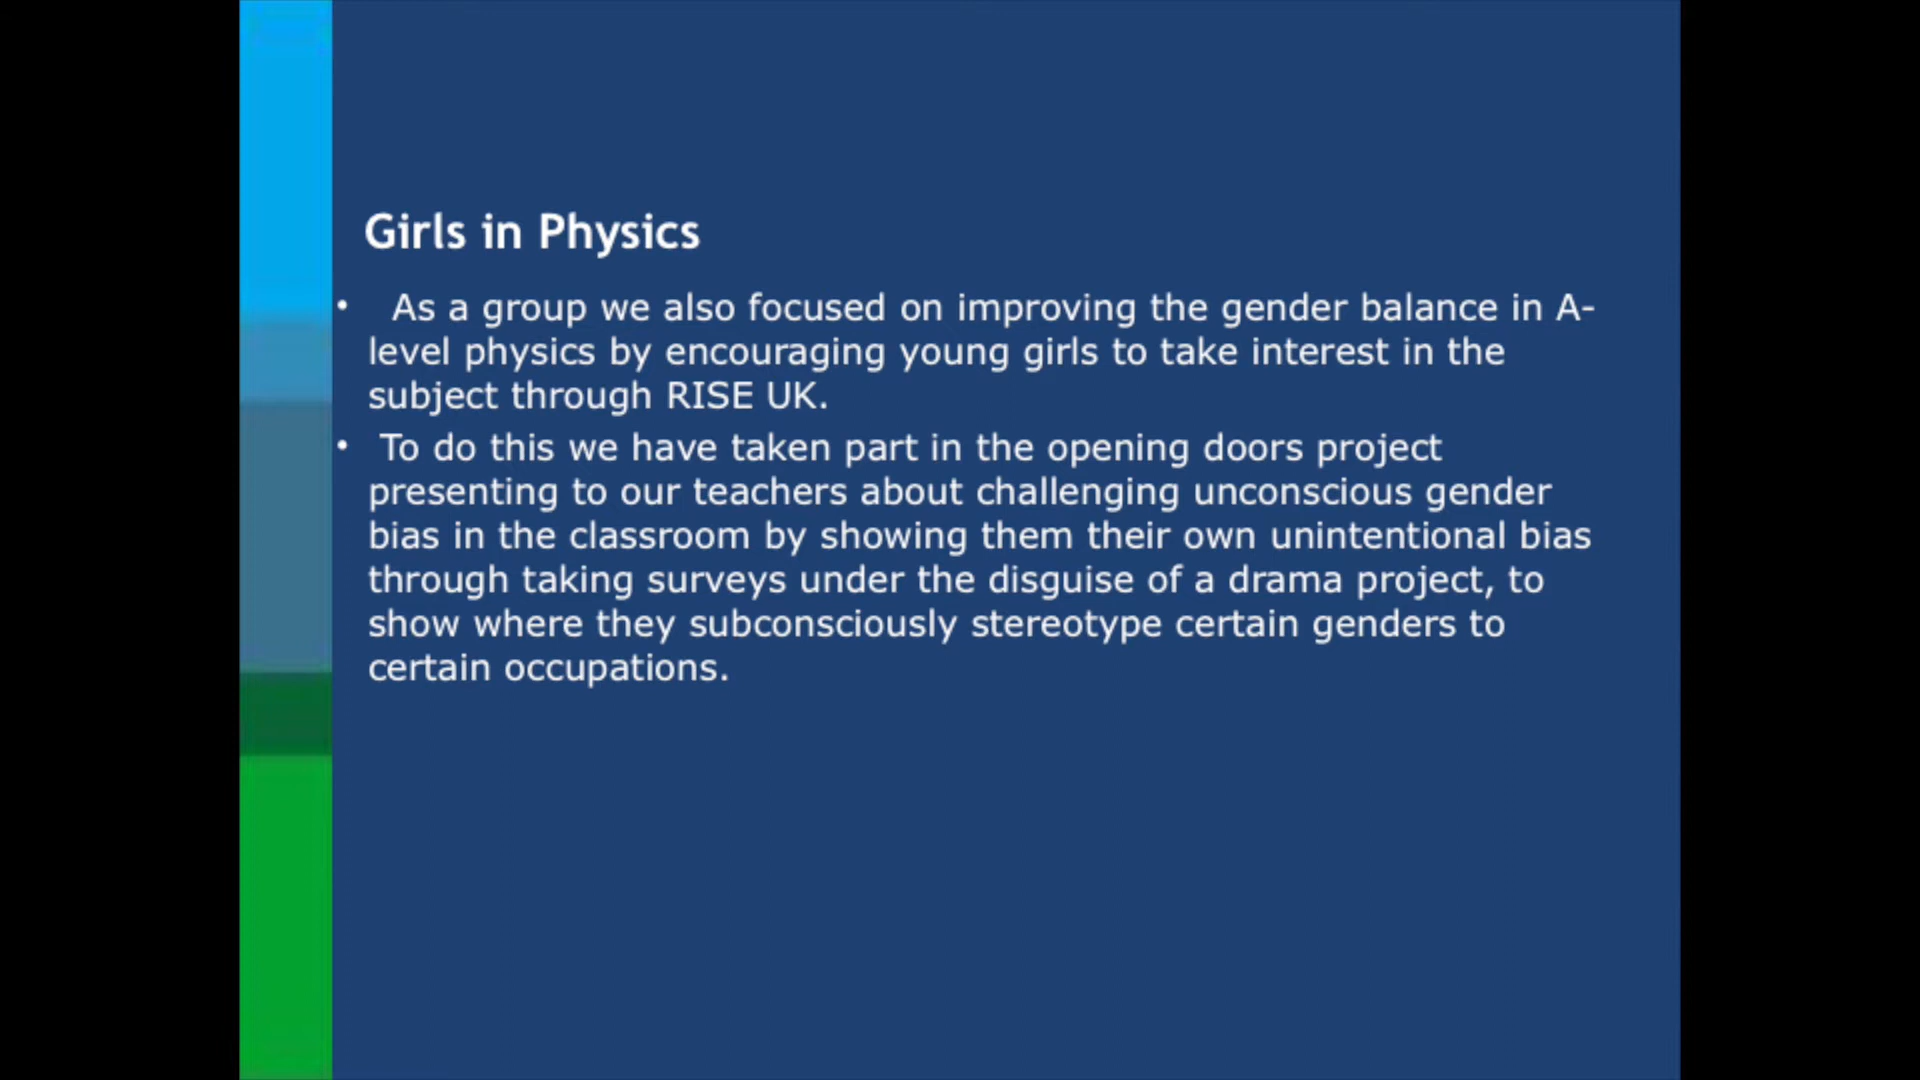 Girls in Physics
• As a group we also focused on improving the gender balance in A-
level physics by encouraging young girls to take interest in the
subject through RISE UK.
• To do this we have taken part in the opening doors project
presenting to our teachers about challenging unconscious gender
bias in the classroom by showing them their own unintentional bias
through taking surveys under the disguise of a drama project, to
show where they subconsciously stereotype certain genders to
certain occupations.